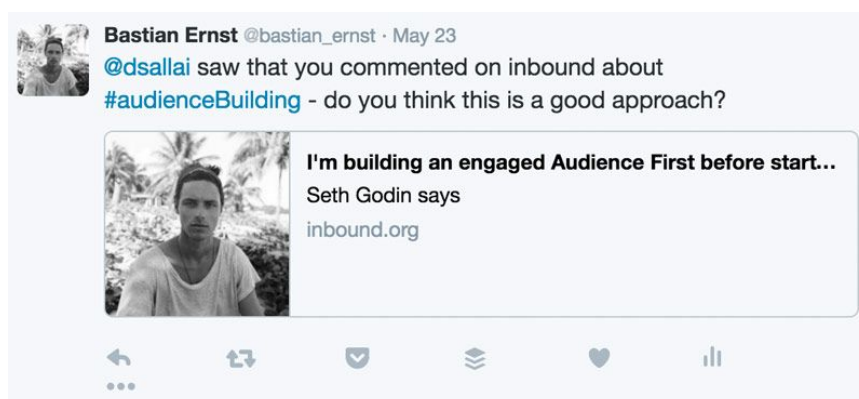 Bastian Ernst @bastian_ernst · May 23
@dsallai saw that you commented on inbound about
#audienceBuilding - do you think this is a good approach?
I'm building an engaged Audience First before start...
Seth Godin says
inbound.org